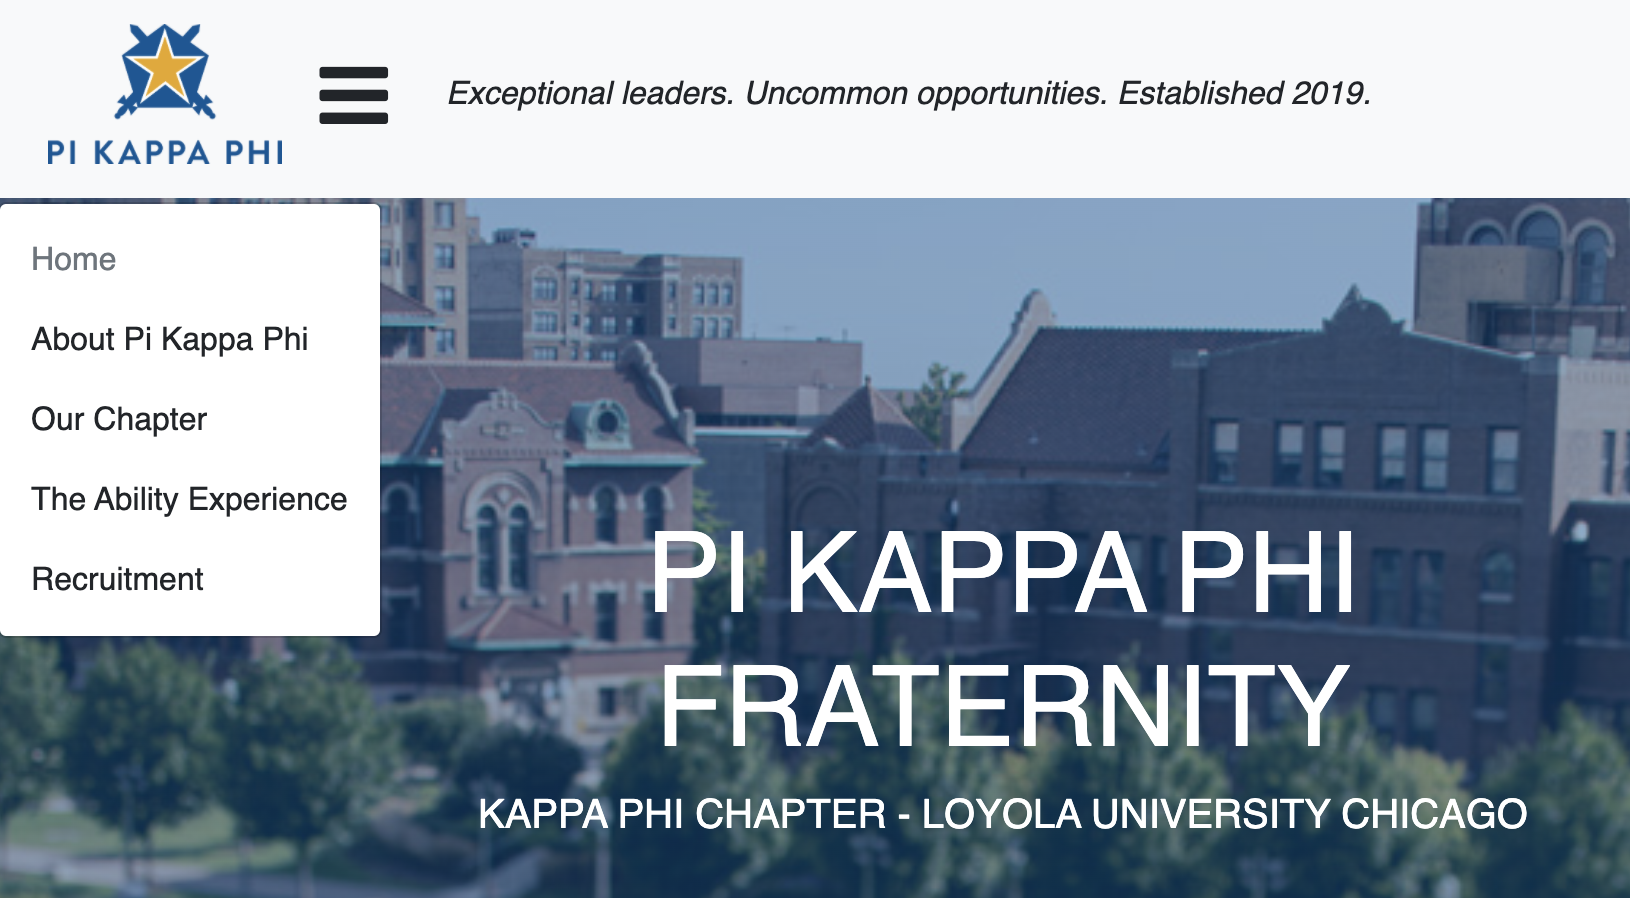 PI KAPPA PHI
Exceptional leaders. Uncommon opportunities. Established 2019.
Home
About Pi Kappa Phi
Our Chapter
The Ability Experience
Recruitment
PI KAPPA PHI
FRATERNITY
KAPPA PHI CHAPTER - LOYOLA UNIVERSITY CHICAGO